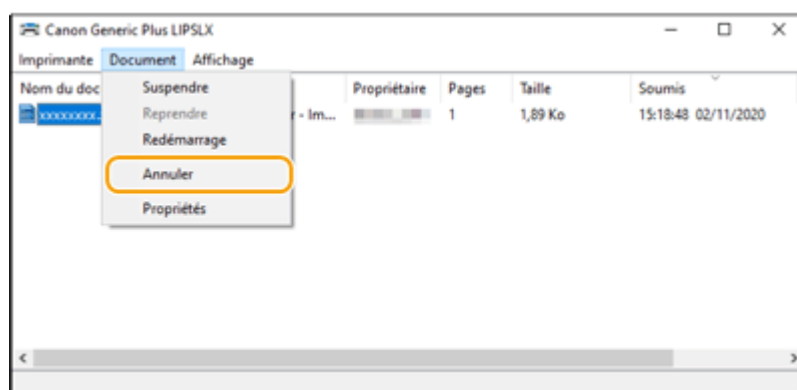 Canon Generic Plus LIPSLX
Imprimante Document Affichage
Nom du doc Propriétaire Pages Taille Soumis
xxxxxxxx. r - Im... 1 1,89 Ko 15:18:48 02/11/2020
Suspendre
Reprendre
Redémarrage
Annuler
Propriétés